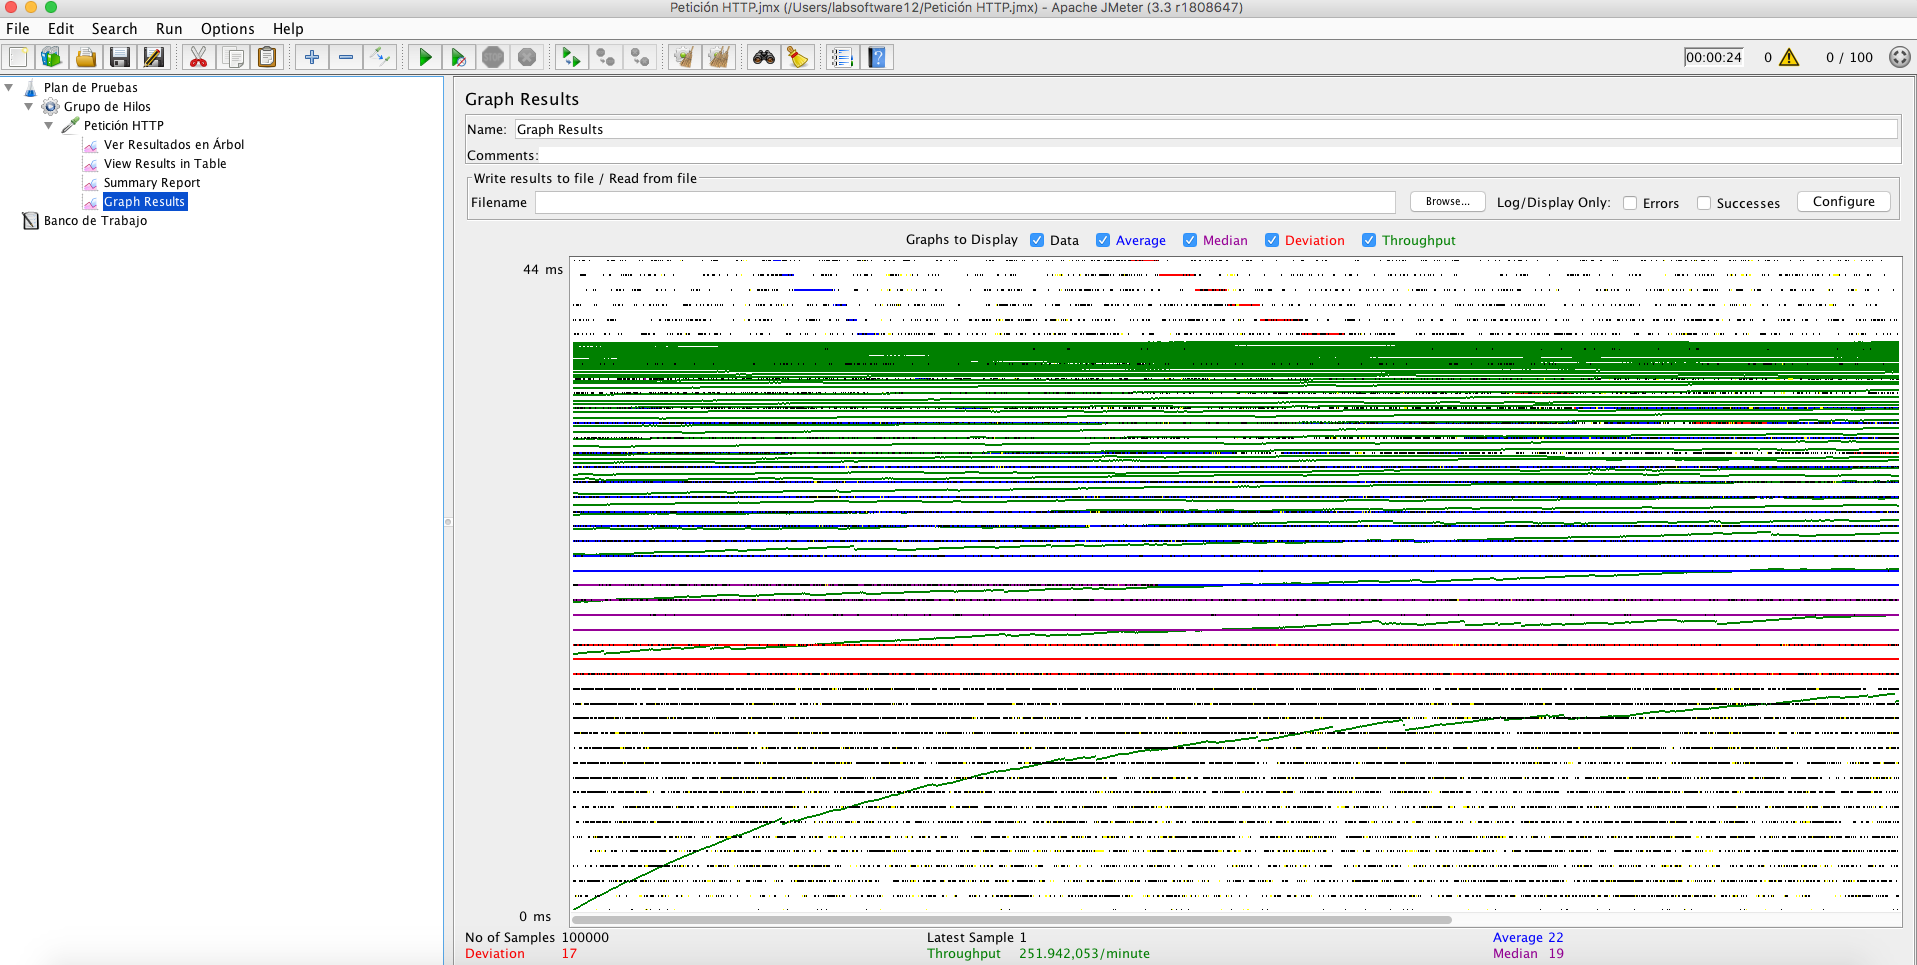 Petición HTTP.jmx (/Users/labsoftware12/Petición HTTP.jmx) - Apache JMeter (3.3 r1808647)
File Edit Search Run Options Help
STOP
00:00:24 0 0 / 100
Plan de Pruebas
Grupo de Hilos
Petición HTTP
Ver Resultados en Árbol
View Results in Table
Summary Report
Graph Results
Banco de Trabajo
Graph Results
Name: Graph Results
Comments:
Write results to file / Read from file
Filename Browse... Log/Display Only: Errors Successes Configure
Graphs to Display Data Average Median Deviation Throughput
44 ms
0 ms
No of Samples 100000 Latest Sample 1 Average 22
Deviation 17 Throughput 251.942,053/minute Median 19